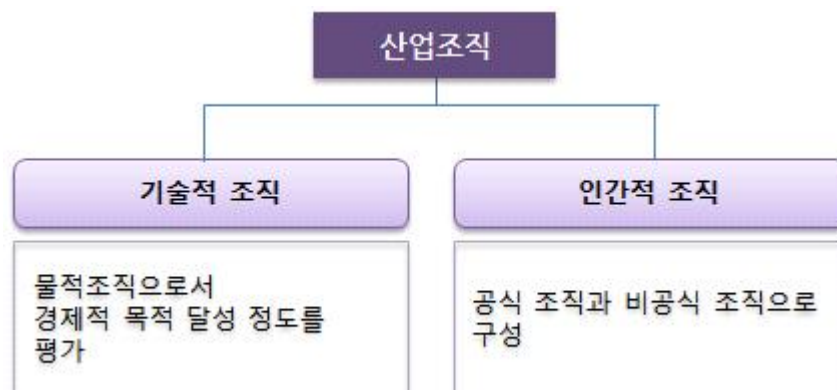 산업조직
기술적 조직
인간적 조직
물적조직으로서
경제적 목적 달성 정도를
평가
공식 조직과 비공식 조직으로
구성